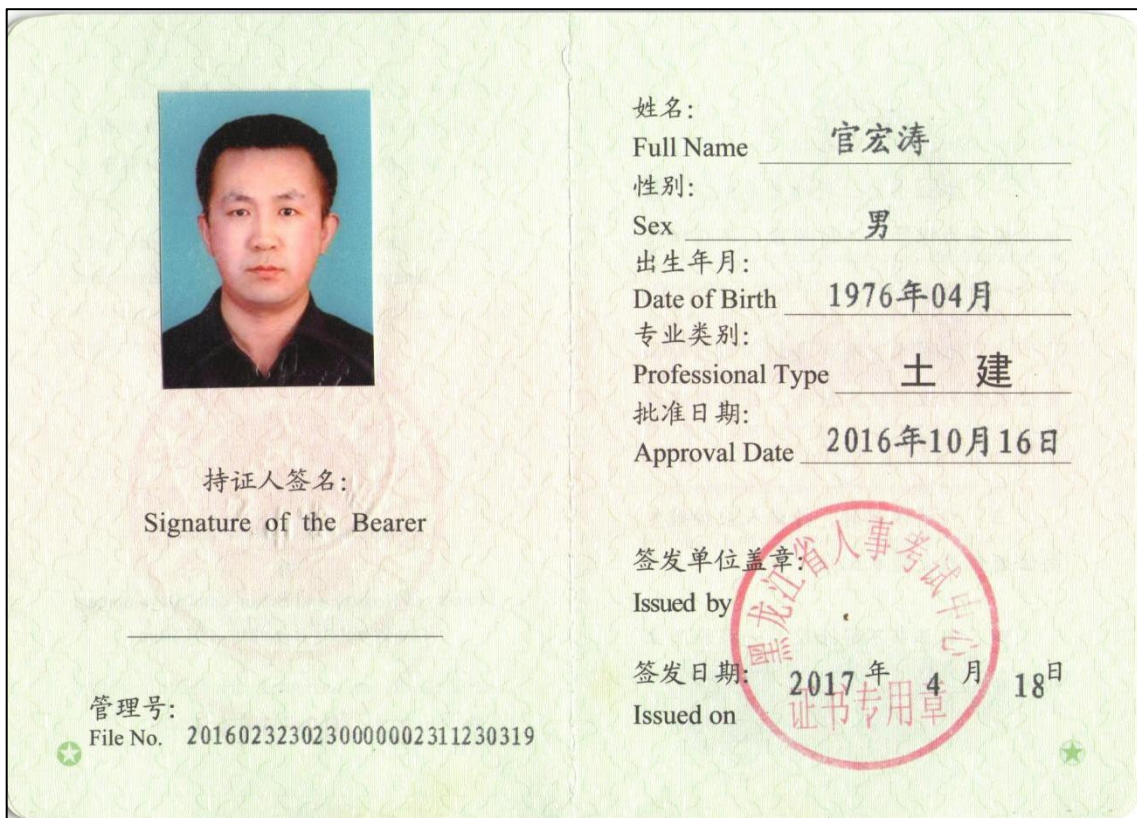 持证人签名:
Signature of the Bearer
管理号:
File No. 2016023230230000002311230319
姓名:
Full Name 官宏涛
性别:
Sex 男
出生年月:
Date of Birth 1976年04月
专业类别:
Professional Type 土 建
批准日期:
Approval Date 2016年10月16日
签发单位盖章:
Issued by
黑龙江省人事考试中心
证书专用章
签发日期: 2017 年 4 月 18日
Issued on